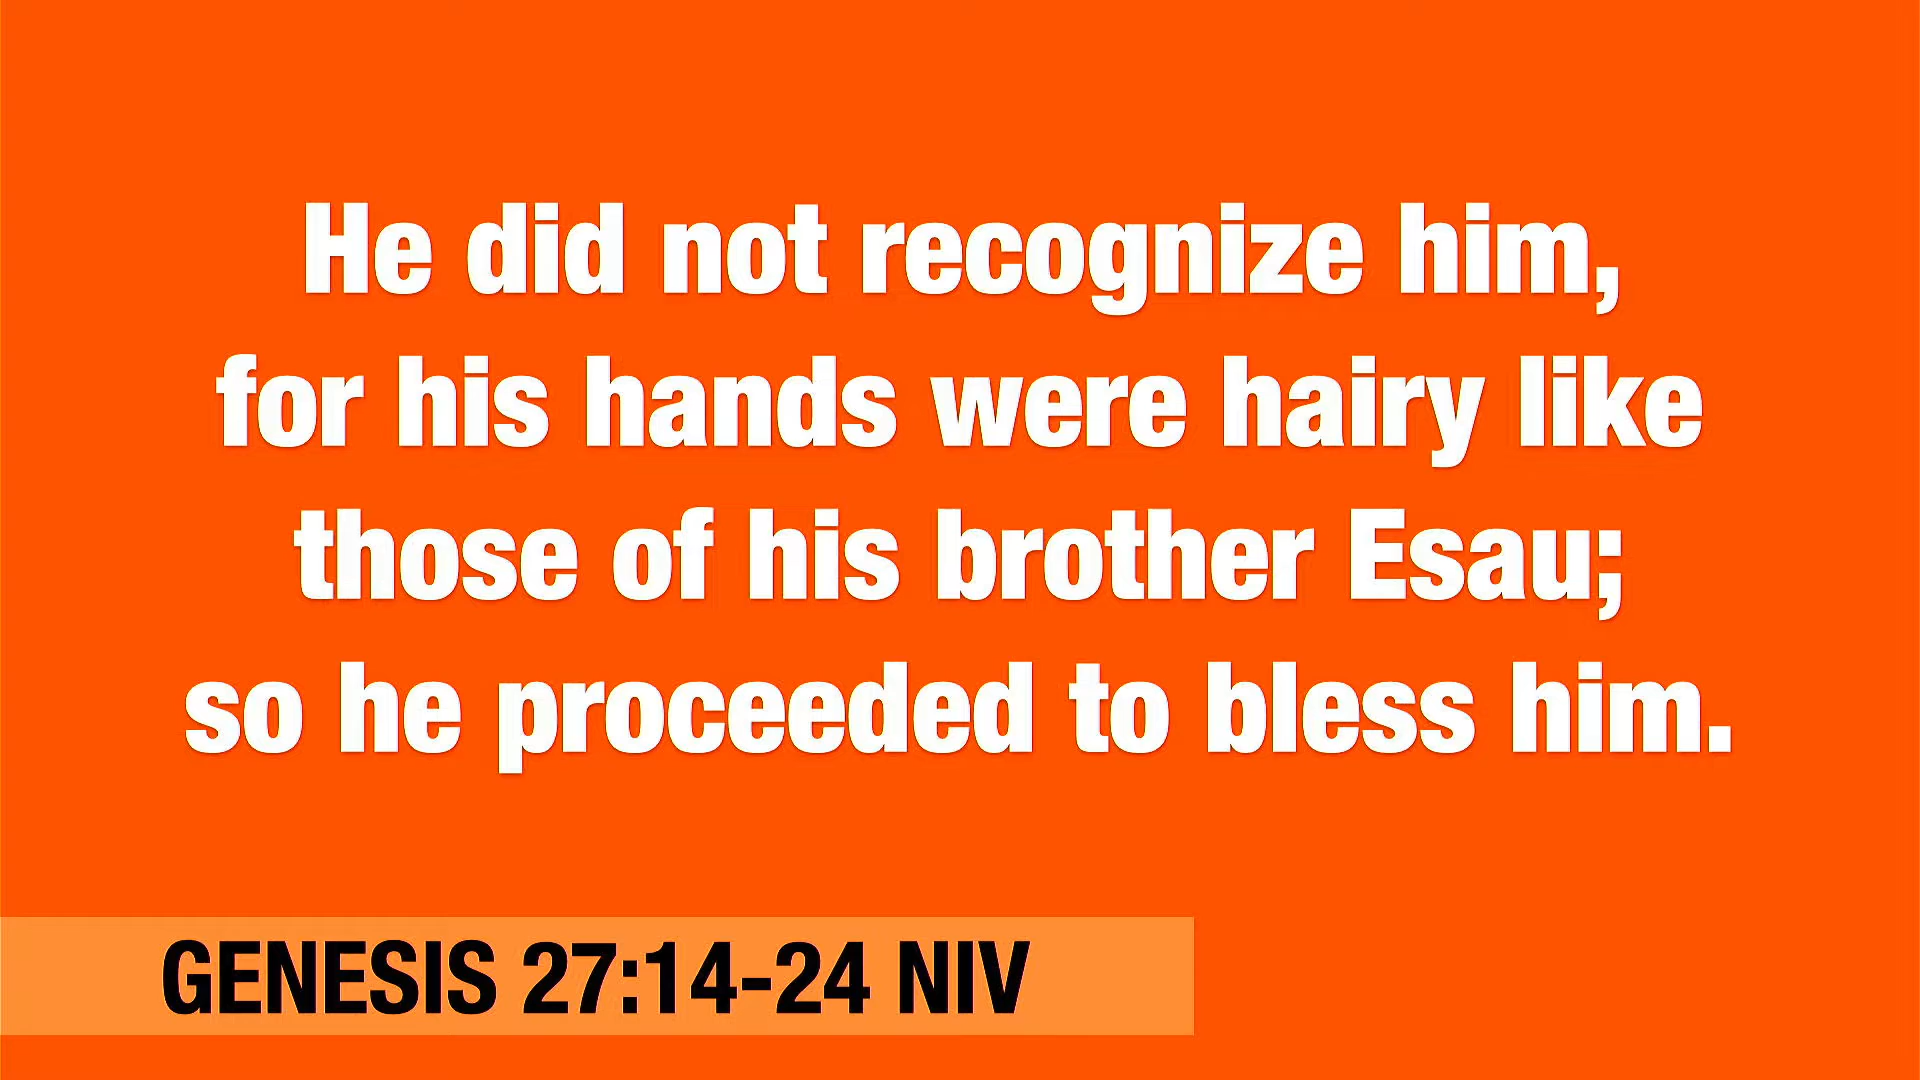 He did not recognize him,
for his hands were hairy like
those of his brother Esau;
so he proceeded to bless him.
GENESIS 27:14-24 NIV